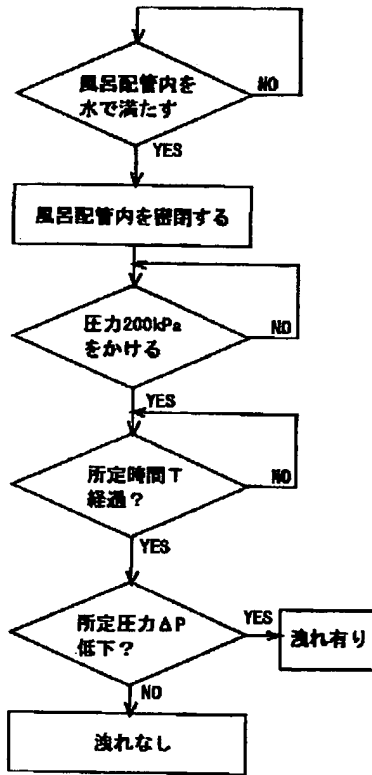 風呂配管内を
水で満たす
NO
YES
風呂配管内を密閉する
圧力200kPa
をかける
NO
YES
所定時間T
経過?
NO
YES
所定圧力ΔP
低下?
YES
洩れ有り
NO
洩れなし